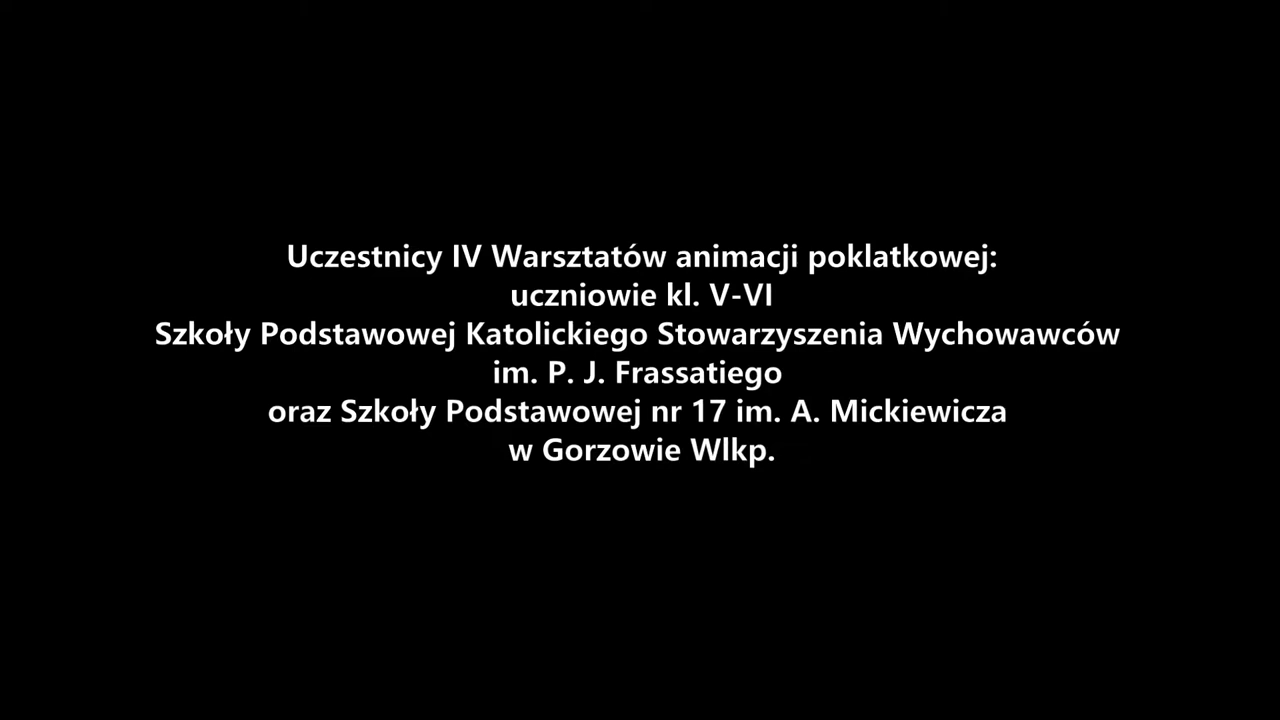 Uczestnicy IV Warsztatów animacji poklatkowej:
uczniowie kl. V-VI
Szkoły Podstawowej Katolickiego Stowarzyszenia Wychowawców
im. P. J. Frassatiego
oraz Szkoły Podstawowej nr 17 im. A. Mickiewicza
w Gorzowie Wlkp.